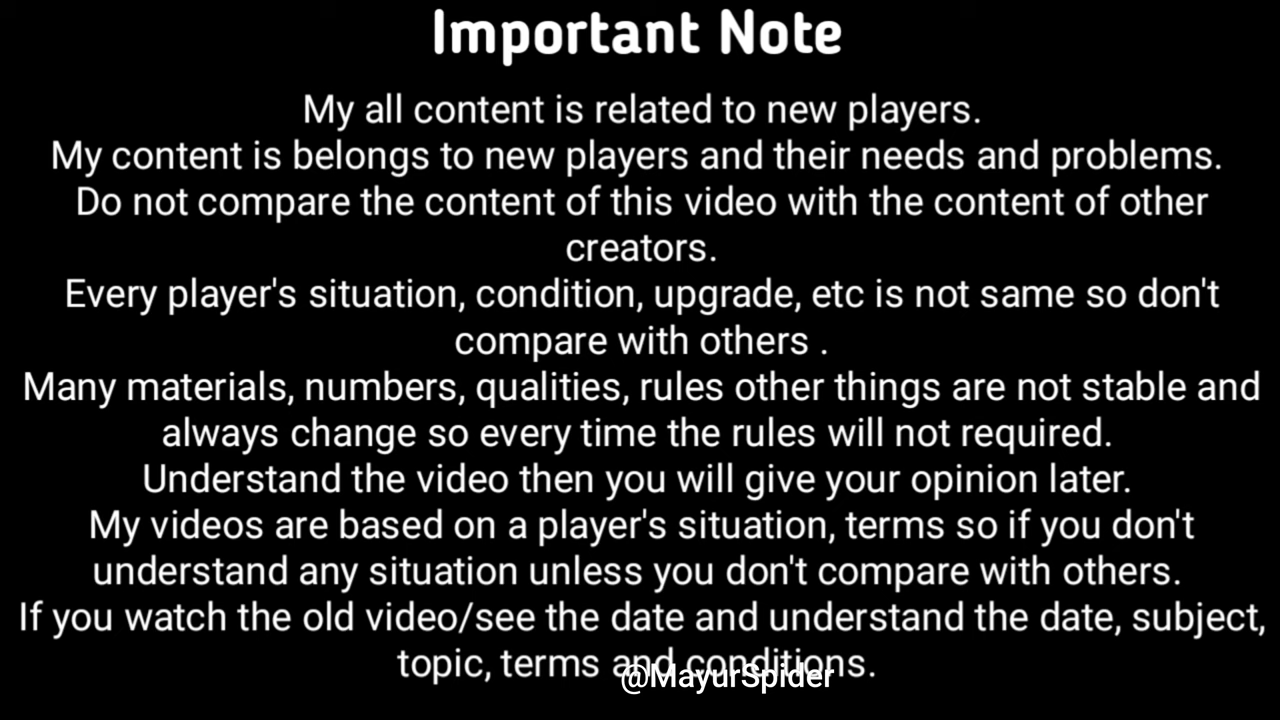 Important Note
My all content is related to new players.
My content is belongs to new players and their needs and problems.
Do not compare the content of this video with the content of other
creators.
Every player's situation, condition, upgrade, etc is not same so don't
compare with others .
Many materials, numbers, qualities, rules other things are not stable and
always change so every time the rules will not required.
Understand the video then you will give your opinion later.
My videos are based on a player's situation, terms so if you don't
understand any situation unless you don't compare with others.
If you watch the old video/see the date and understand the date, subject,
topic, terms and conditions.
@MayurSpider